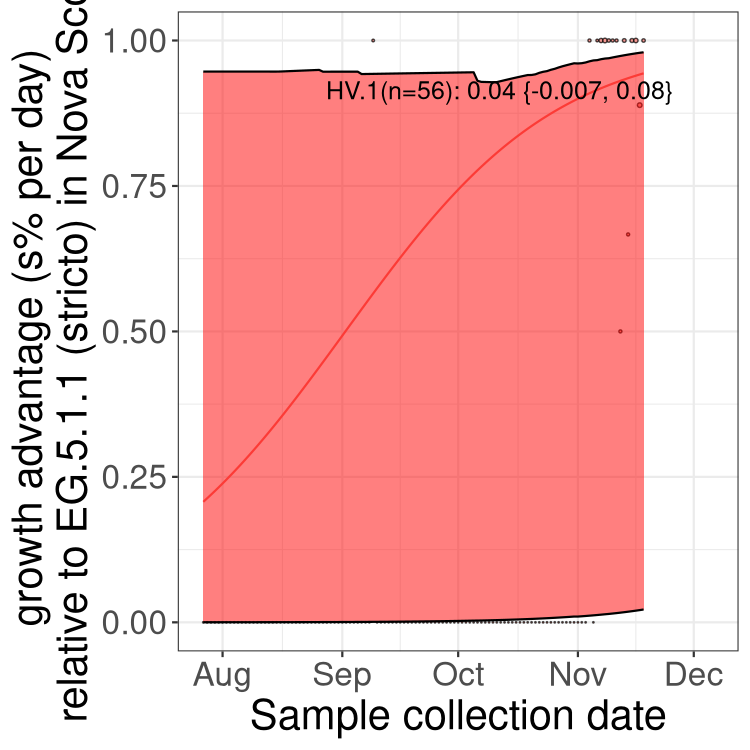 growth advantage (s% per day)
relative to EG.5.1.1 (stricto) in Nova Sco
1.00
0.75
0.50
0.25
0.00
HV.1(n=56): 0.04 {-0.007, 0.08}
Aug Sep Oct Nov Dec
Sample collection date